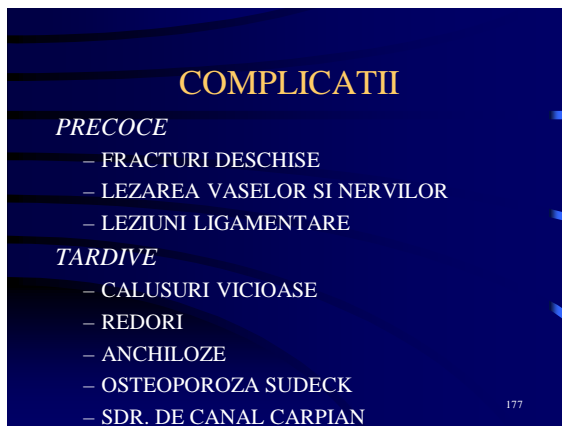 COMPLICATII
PRECOCE
– FRACTURI DESCHISE
– LEZAREA VASELOR SI NERVILOR
– LEZIUNI LIGAMENTARE
TARDIVE
– CALUSURI VICIOASE
– REDORI
– ANCHILOZE
– OSTEOPOROZA SUDECK
– SDR. DE CANAL CARPIAN
177